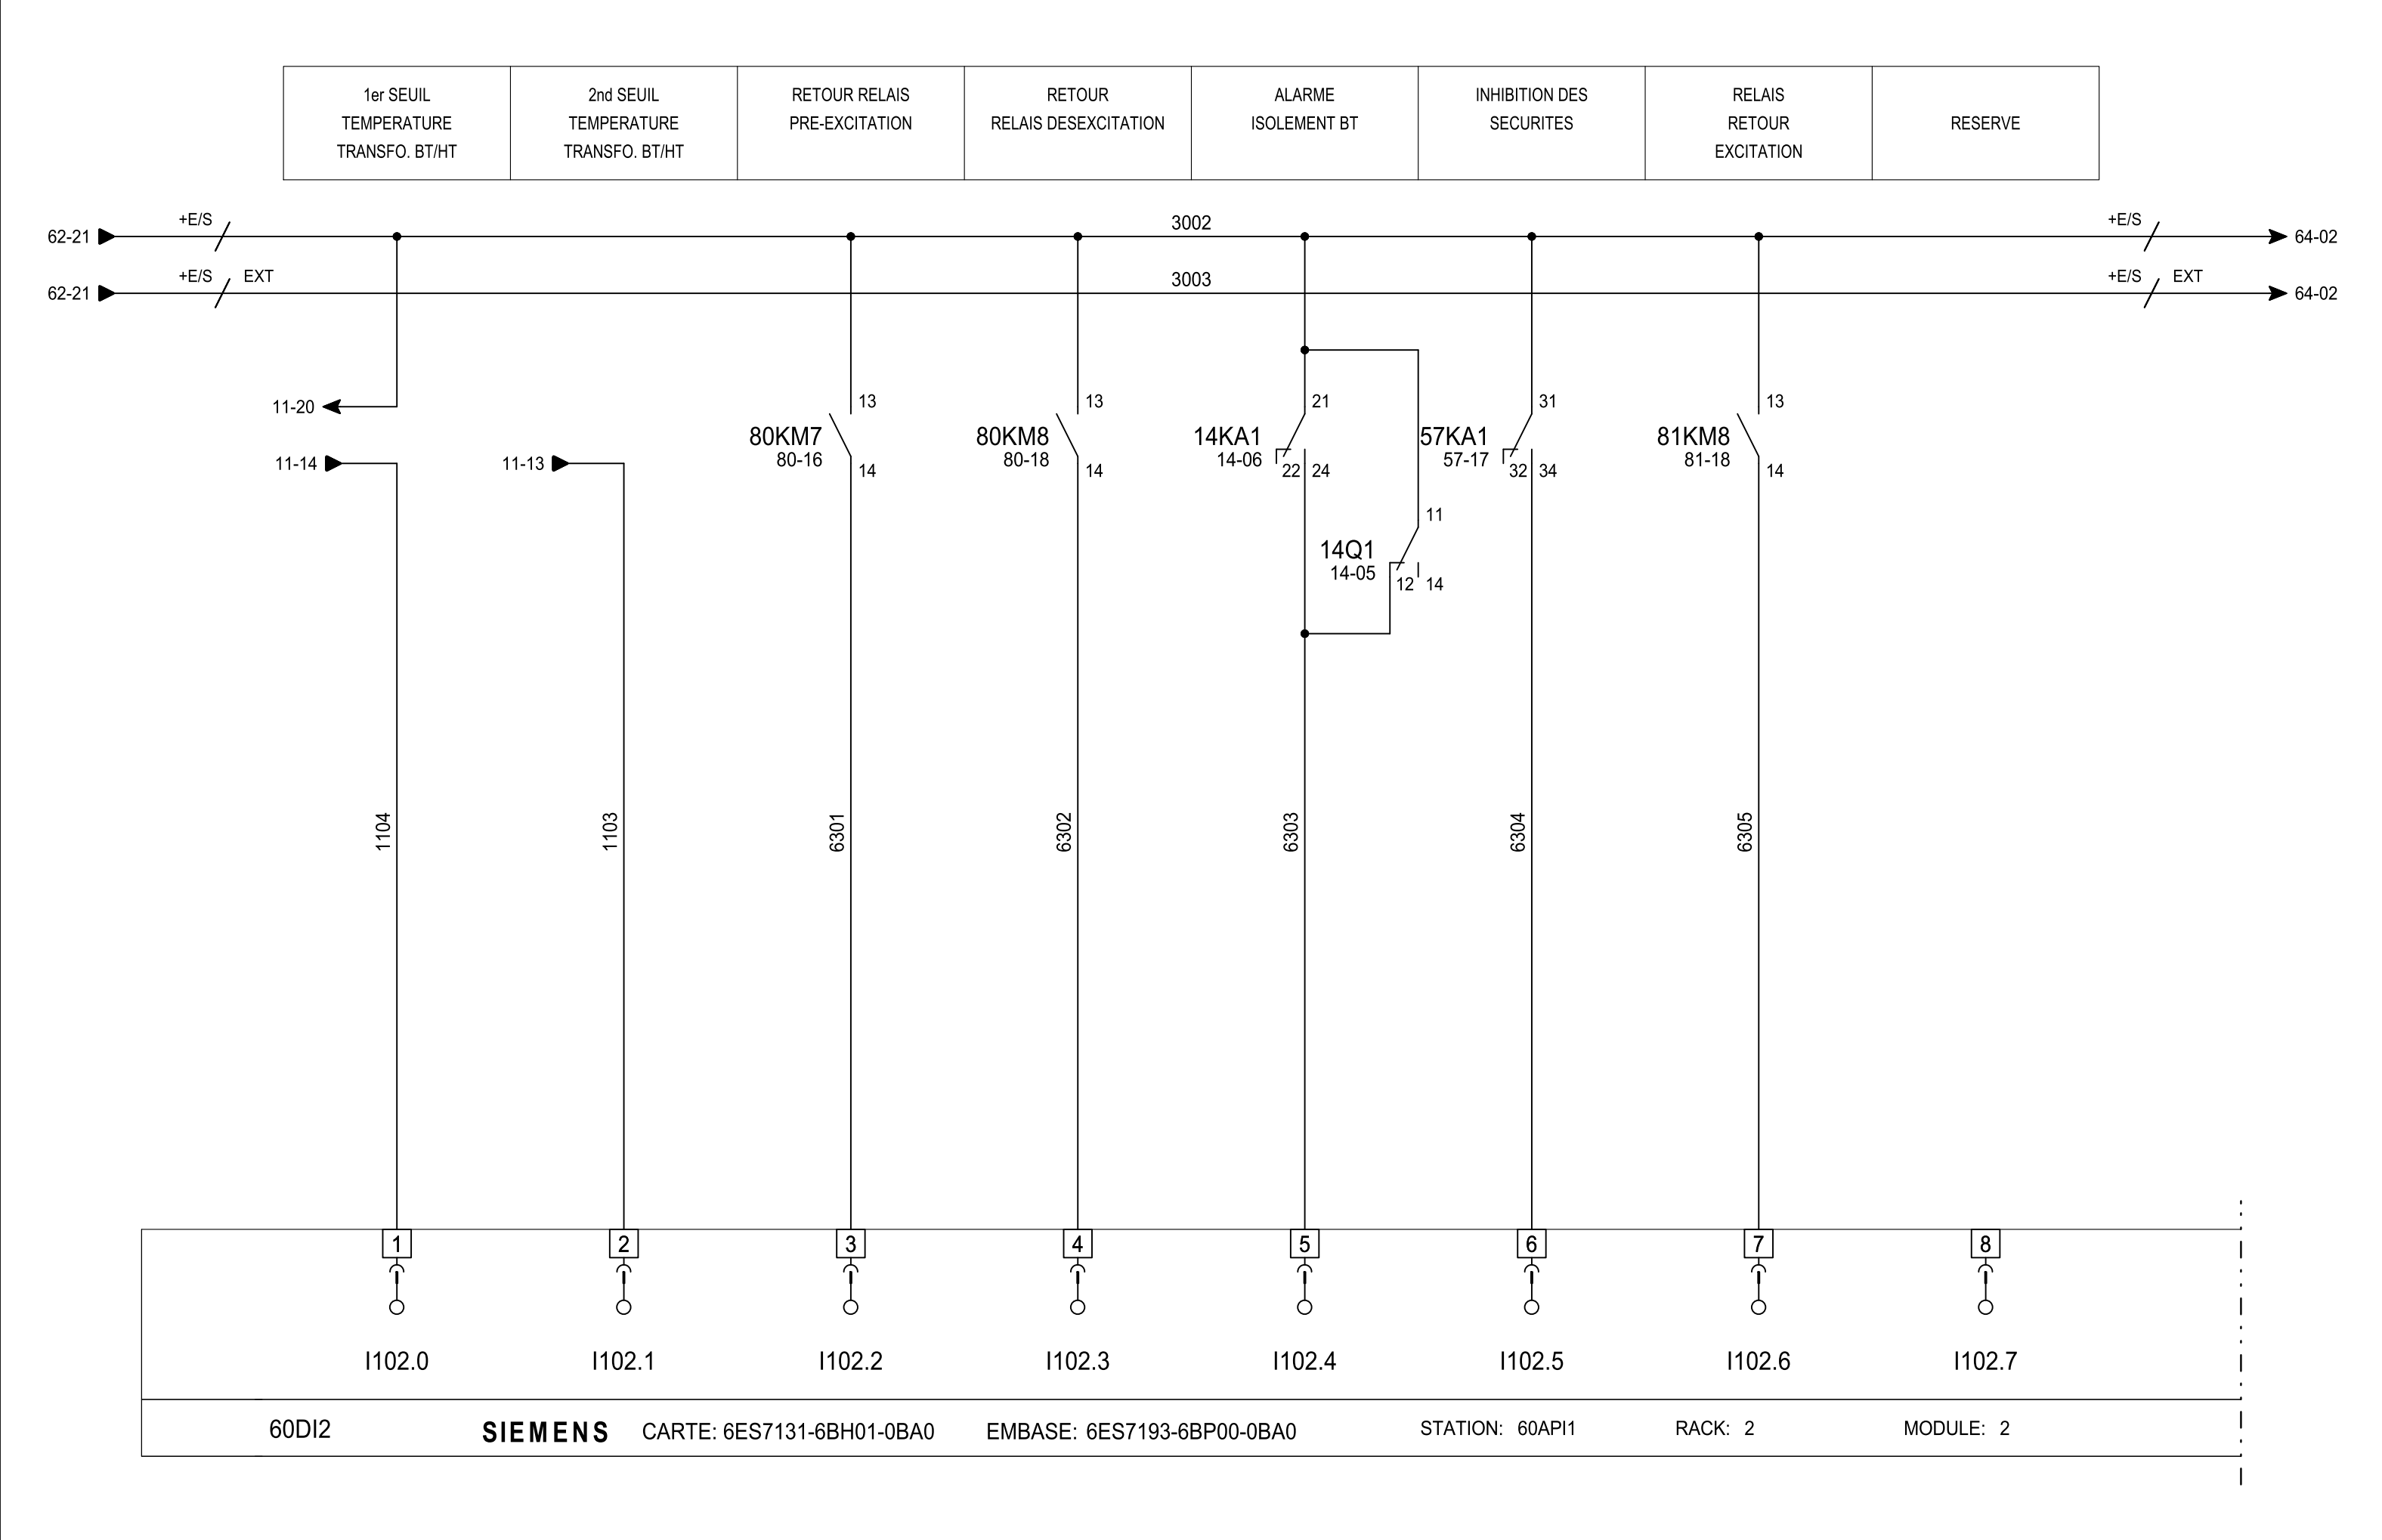 1er SEUIL
TEMPERATURE
TRANSFO. BT/HT
2nd SEUIL
TEMPERATURE
TRANSFO. BT/HT
RETOUR RELAIS
PRE-EXCITATION
RETOUR
RELAIS DESEXCITATION
ALARME
ISOLEMENT BT
INHIBITION DES
SECURITES
RELAIS
RETOUR
EXCITATION
RESERVE
62-21 +E/S 3002 +E/S 64-02
62-21 +E/S EXT 3003 +E/S EXT 64-02
11-20
11-14
11-13
13
80KM7
80-16
14
13
80KM8
80-18
14
21
14KA1
14-06
22 24
11
14Q1
14-05
12 14
31
57KA1
57-17
32 34
13
81KM8
81-18
14
1104
1103
6301
6302
6303
6304
6305
1 2 3 4 5 6 7 8
I102.0 I102.1 I102.2 I102.3 I102.4 I102.5 I102.6 I102.7
60DI2 SIEMENS CARTE: 6ES7131-6BH01-0BA0 EMBASE: 6ES7193-6BP00-0BA0 STATION: 60API1 RACK: 2 MODULE: 2